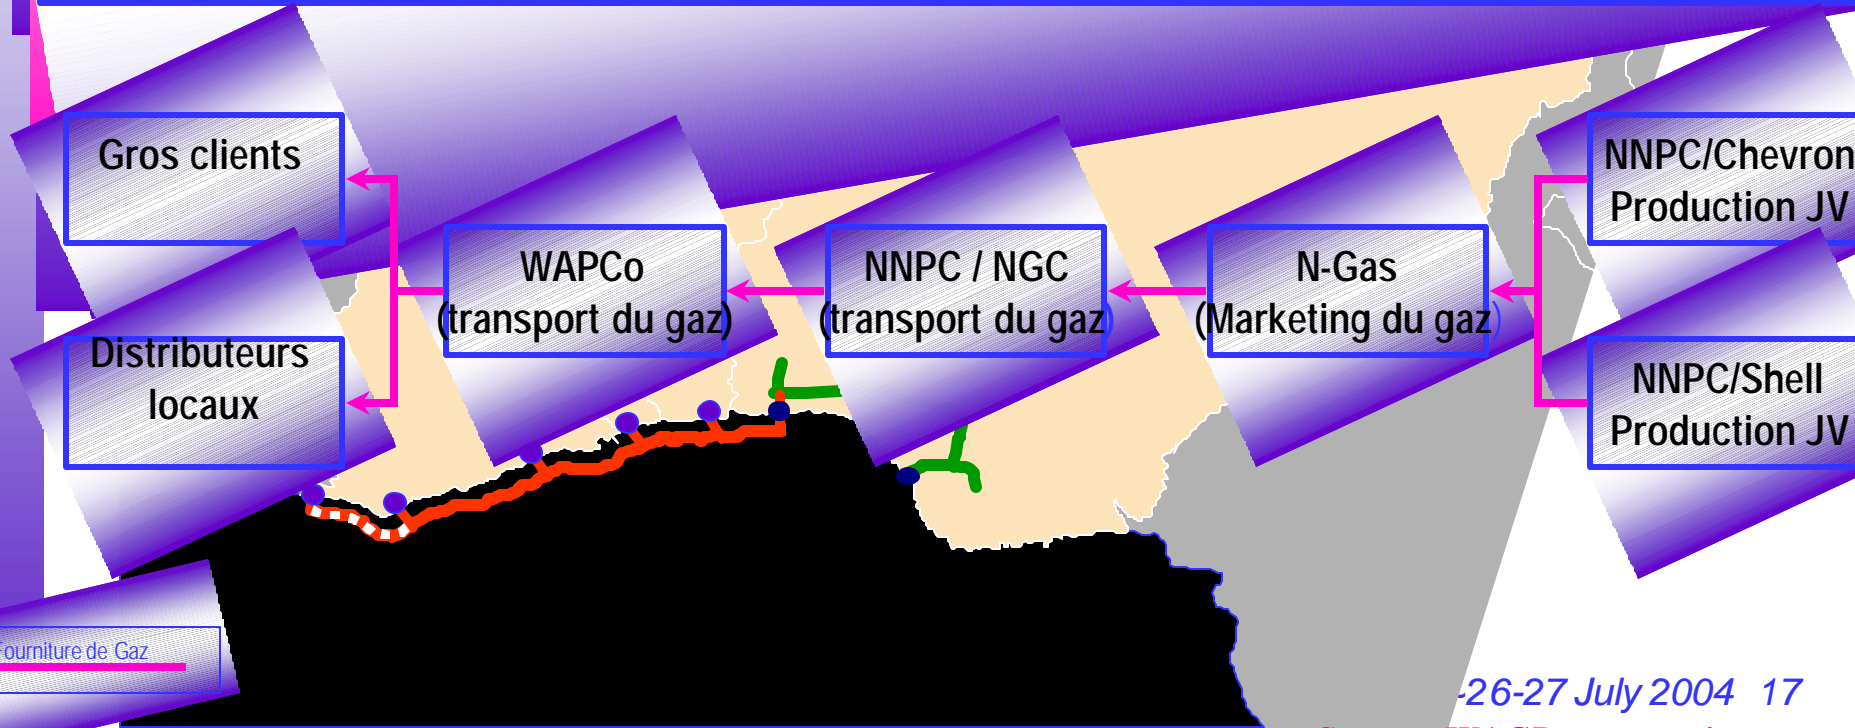 Gros clients
Distributeurs
locaux
WAPCo
(transport du gaz)
NNPC / NGC
(transport du gaz)
N-Gas
(Marketing du gaz)
NNPC/Chevron
Production JV
NNPC/Shell
Production JV
ourniture de Gaz
26-27 July 2004 17